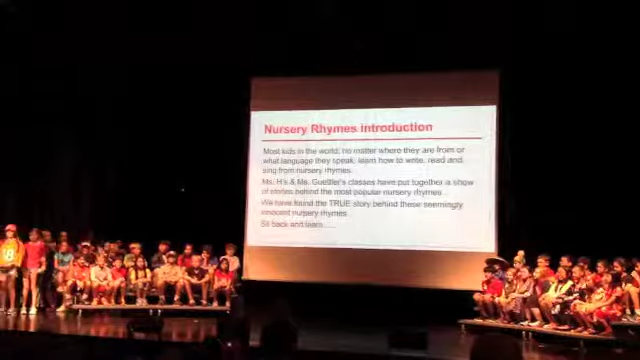 Nursery Rhymes introduction
Most kids in the world, no matter where they are from or
what language they speak, learn how to write, read and
sing from nursery rhymes.
Ms. H's & Ms. Guettler's classes have put together a show
of stories behind the most popular nursery rhymes...
We have found the TRUE story behind these seemingly
innocent nursery rhymes.
Sit back and learn.....
8